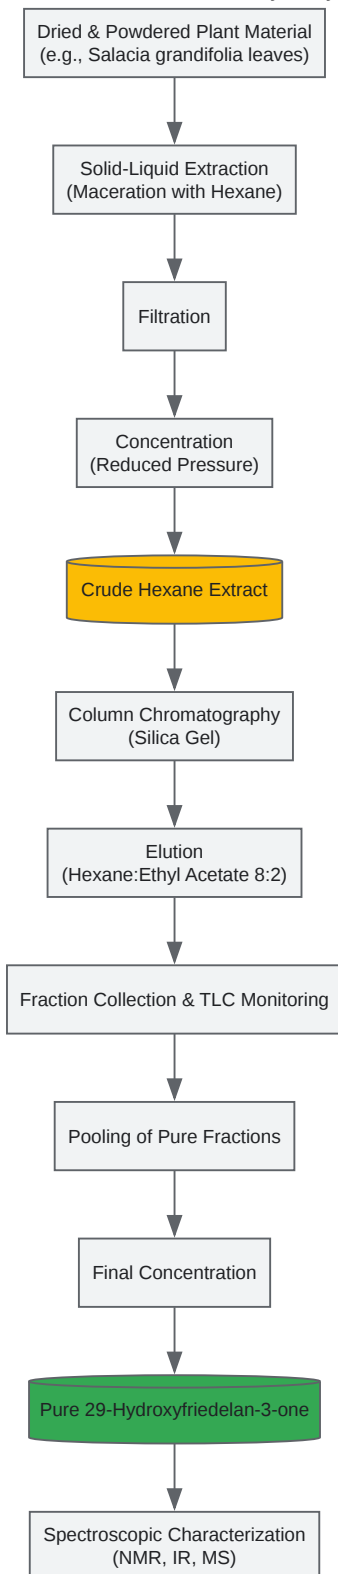 Dried & Powdered Plant Material
(e.g., Salacia grandifolia leaves)
Solid-Liquid Extraction
(Maceration with Hexane)
Filtration
Concentration
(Reduced Pressure)
Crude Hexane Extract
Column Chromatography
(Silica Gel)
Elution
(Hexane:Ethyl Acetate 8:2)
Fraction Collection & TLC Monitoring
Pooling of Pure Fractions
Final Concentration
Pure 29-Hydroxyfriedelan-3-one
Spectroscopic Characterization
(NMR, IR, MS)